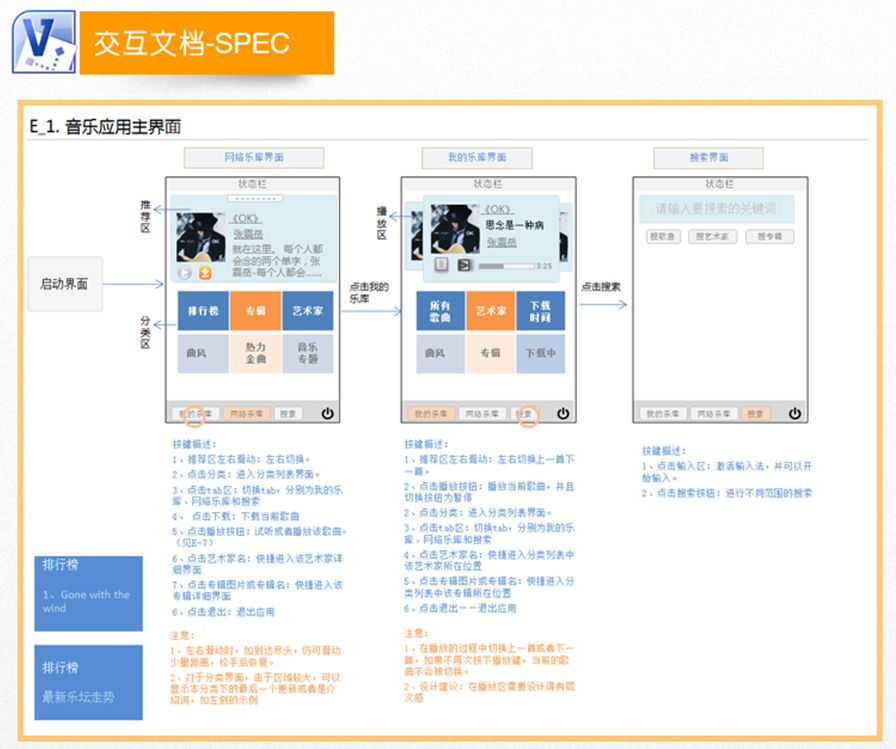 交互文档-SPEC
E_1. 音乐应用主界面
网络乐库界面
我的乐库界面
搜索界面
启动界面
推荐区
分类区
状态栏
《OK》
张震岳
就在这里。 每个人都
会念的两个单字，张
震岳-每个人都会……
排行榜
专辑
艺术家
曲风
热力
金曲
音乐
专题
我的乐库
网络乐库
搜索
点击我的
乐库
播放区
状态栏
《OK》
思念是一种病
张震岳
3:25
所有
歌曲
艺术家
下载
时间
曲风
专辑
下载中
我的乐库
网络乐库
搜索
点击搜索
状态栏
请输入要搜索的关键词
搜歌曲
搜艺术家
搜专辑
我的乐库
网络乐库
搜索
按键描述：
1、推荐区左右滑动：左右切换。
2、点击分类：进入分类列表界面。
3、点击tab区：切换tab，分别为我的乐
库、网络乐库和搜索
4、 点击下载：下载当前歌曲
5、点击播放按钮：试听或者播放该歌曲。
（见E-7）
6、点击艺术家名：快捷进入该艺术家详
细界面
7、点击专辑图片或专辑名：快捷进入该
专辑详细界面
6、点击退出：退出应用
注意：
1、左右滑动时，如到达尽头，仍可滑动
少量距离，松手后恢复。
2、对于分类界面，由于区域较大，可以
显示本分类下的最后一个更新或者是介
绍词，如左侧的示例
按键描述：
1、推荐区左右滑动：左右切换上一首下
一首。
2、点击播放按钮：播放当前歌曲，并且
切换按钮为暂停
2、点击分类：进入分类列表界面。
3、点击tab区：切换tab，分别为我的乐
库、网络乐库和搜索
4、点击艺术家名：快捷进入分类列表中
该艺术家所在位置
5、点击专辑图片或专辑名：快捷进入分
类列表中该专辑所在位置
6、点击退出——退出应用
注意：
1、在播放的过程中切换上一首或者下一
首，如果不再次按下播放键，当前的歌
曲不会被切换。
2、设计建议：在播放区需要设计得有层
次感
按键描述：
1、点击输入区：激活输入法，并可以开
始输入。
2、点击搜索按钮：进行不同范围的搜索
排行榜
1、Gone with the
wind
排行榜
最新乐坛走势